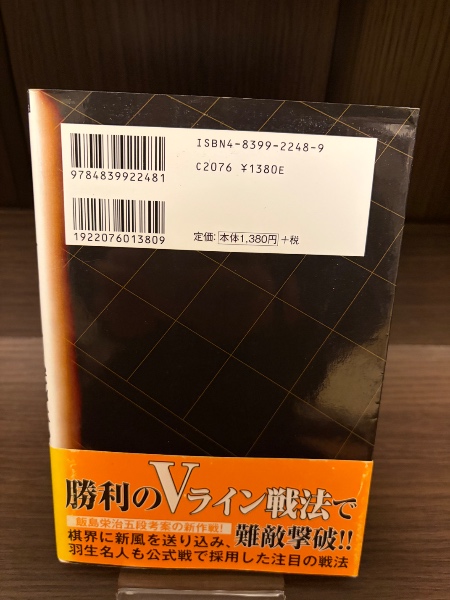 ISBN4-8399-2248-9
C2076 ¥1380E
9784839922481
1922076013809
定価:本体1,380円+税
勝利のVライン戦法で
飯島栄治五段考案の新作戦!
難敵撃破!!
棋界に新風を送り込み、
羽生名人も公式戦で採用した注目の戦法